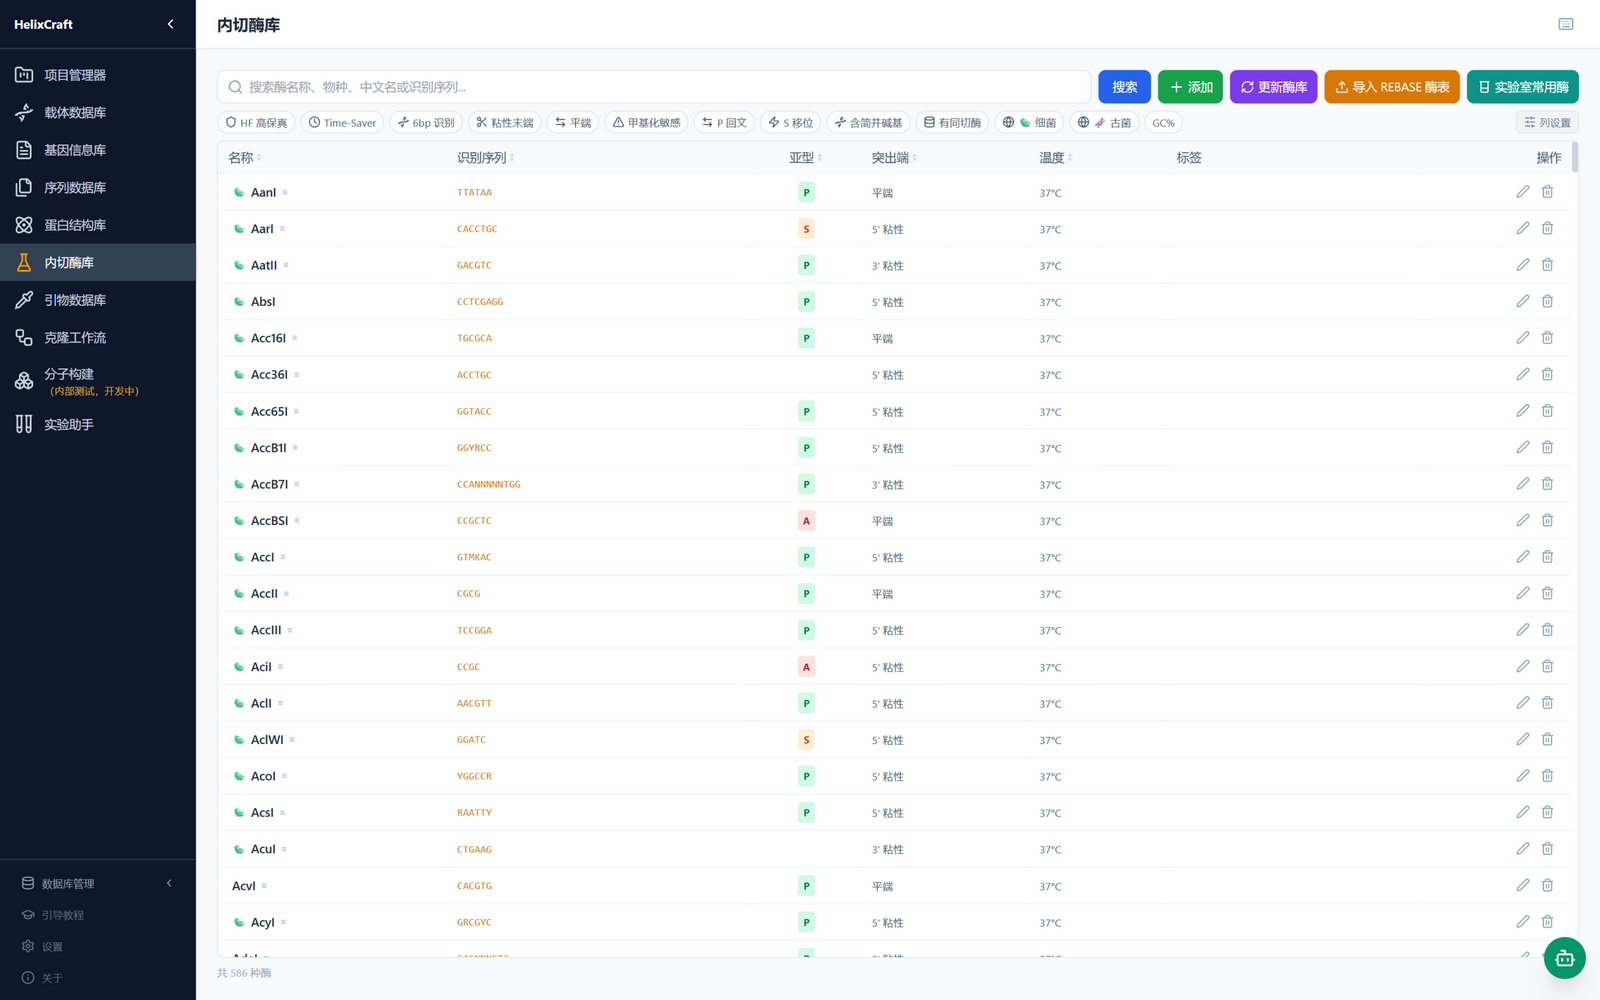 HelixCraft
项目管理器
载体数据库
基因信息库
序列数据库
蛋白结构库
内切酶库
引物数据库
克隆工作流
分子构建
（内部测试，开发中）
实验助手
数据库管理
引导教程
设置
关于
内切酶库
搜索酶名称、物种、中文名或识别序列...
搜索 添加 更新酶库 导入 REBASE 酶表 实验室常用酶
HF 高保真 Time-Saver 6bp 识别 粘性末端 平端 甲基化敏感 P 回文 S 移位 含简并碱基 有同切酶 细菌 古菌 GC% 列设置
名称 识别序列 亚型 突出端 温度 标签 操作
AanI TTATAA P 平端 37°C
AarI CACCTGC S 5' 粘性 37°C
AatII GACGTC P 3' 粘性 37°C
AbsI CCTCGAGG P 5' 粘性 37°C
Acc16I TGCGCA P 平端 37°C
Acc36I ACCTGC 5' 粘性 37°C
Acc65I GGTACC P 5' 粘性 37°C
AccB1I GGYRCC P 5' 粘性 37°C
AccB7I CCANNNNNTGG P 3' 粘性 37°C
AccBSI CCGCTC A 平端 37°C
AccI GTMKAC P 5' 粘性 37°C
AccII CGCG P 平端 37°C
AccIII TCCGGA P 5' 粘性 37°C
AciI CCGC A 5' 粘性 37°C
AclI AACGTT P 5' 粘性 37°C
AclWI GGATC S 5' 粘性 37°C
AcoI YGGCCR P 5' 粘性 37°C
AcsI RAATTY P 5' 粘性 37°C
AcuI CTGAAG 3' 粘性 37°C
AcvI CACGTG P 平端 37°C
AcyI GRCGYC P 5' 粘性 37°C
共 586 种酶